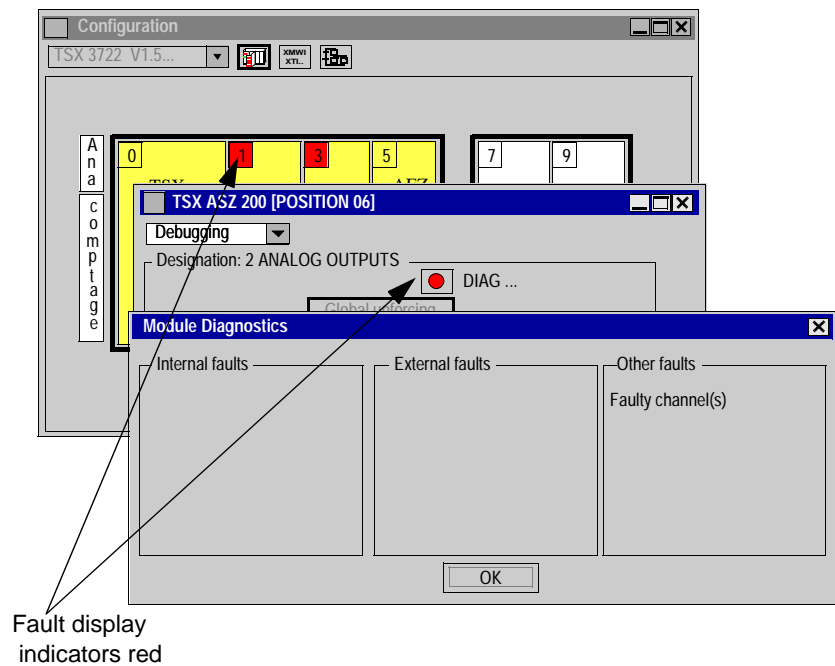 Configuration
TSX 3722 V1.5...
XMWI
XTI..
Ana
comptage
0
1
3
5
7
9
TSX ASZ 200 [POSITION 06]
Debugging
Designation: 2 ANALOG OUTPUTS
DIAG ...
Global unforcing
Module Diagnostics
Internal faults
External faults
Other faults
Faulty channel(s)
OK
Fault display
indicators red